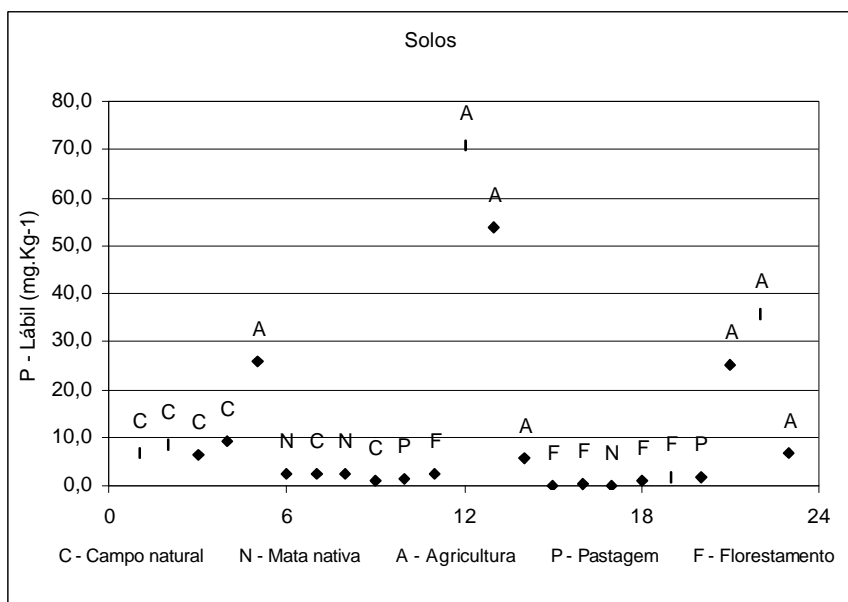 Solos
P - Lábil (mg.Kg-1)
80,0
70,0
60,0
50,0
40,0
30,0
20,0
10,0
0,0
A
A
A
A
A
C
C
C
C
N
C
N
C
P
F
A
F
F
N
F
F
P
A
0
6
12
18
24
C - Campo natural N - Mata nativa A - Agricultura P - Pastagem F - Florestamento